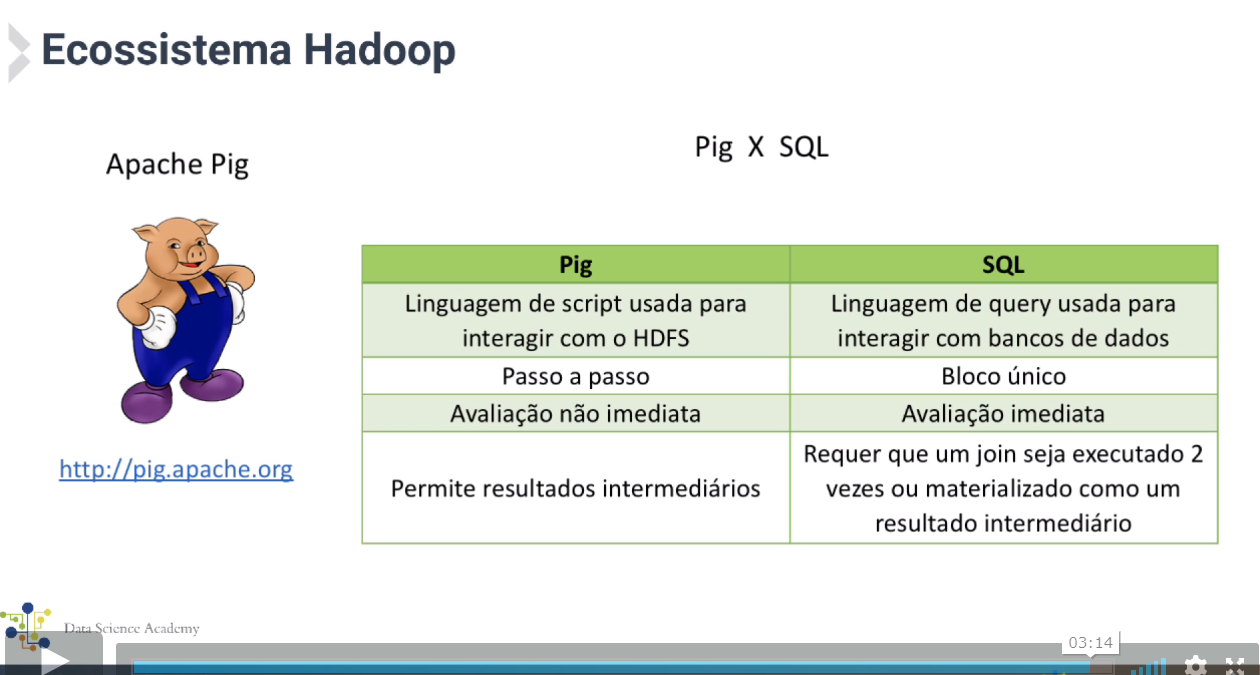 Ecossistema Hadoop
Apache Pig
Pig X SQL
Pig
SQL
Linguagem de script usada para
interagir com o HDFS
Linguagem de query usada para
interagir com bancos de dados
Passo a passo
Bloco único
Avaliação não imediata
Avaliação imediata
Permite resultados intermediários
Requer que um join seja executado 2
vezes ou materializado como um
resultado intermediário
http://pig.apache.org
Data Science Academy
03:14